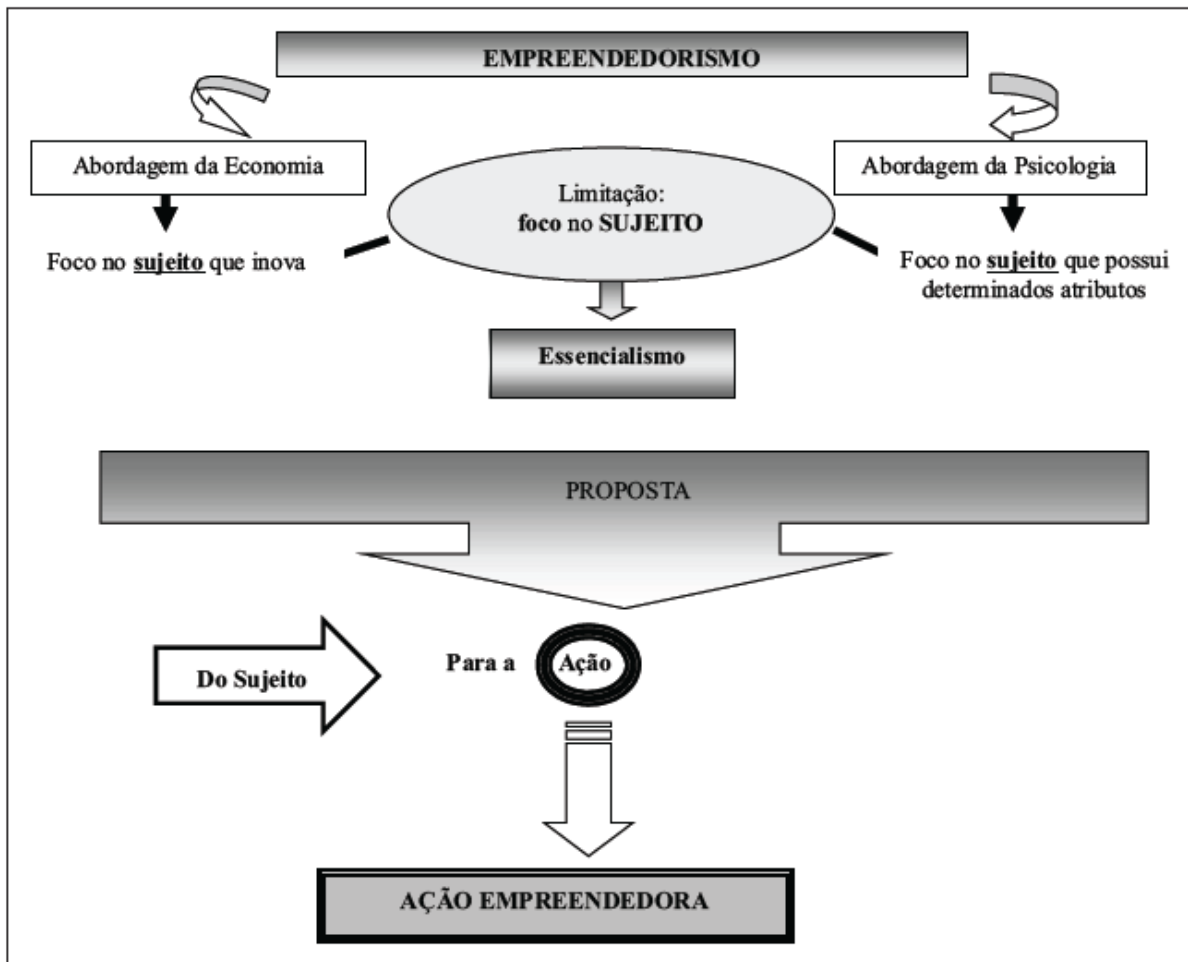 EMPREENDEDORISMO
Abordagem da Economia
Foco no sujeito que inova
Limitação:
foco no SUJEITO
Abordagem da Psicologia
Foco no sujeito que possui
determinados atributos
Essencialismo
PROPOSTA
Do Sujeito
Para a
Ação
AÇÃO EMPREENDEDORA